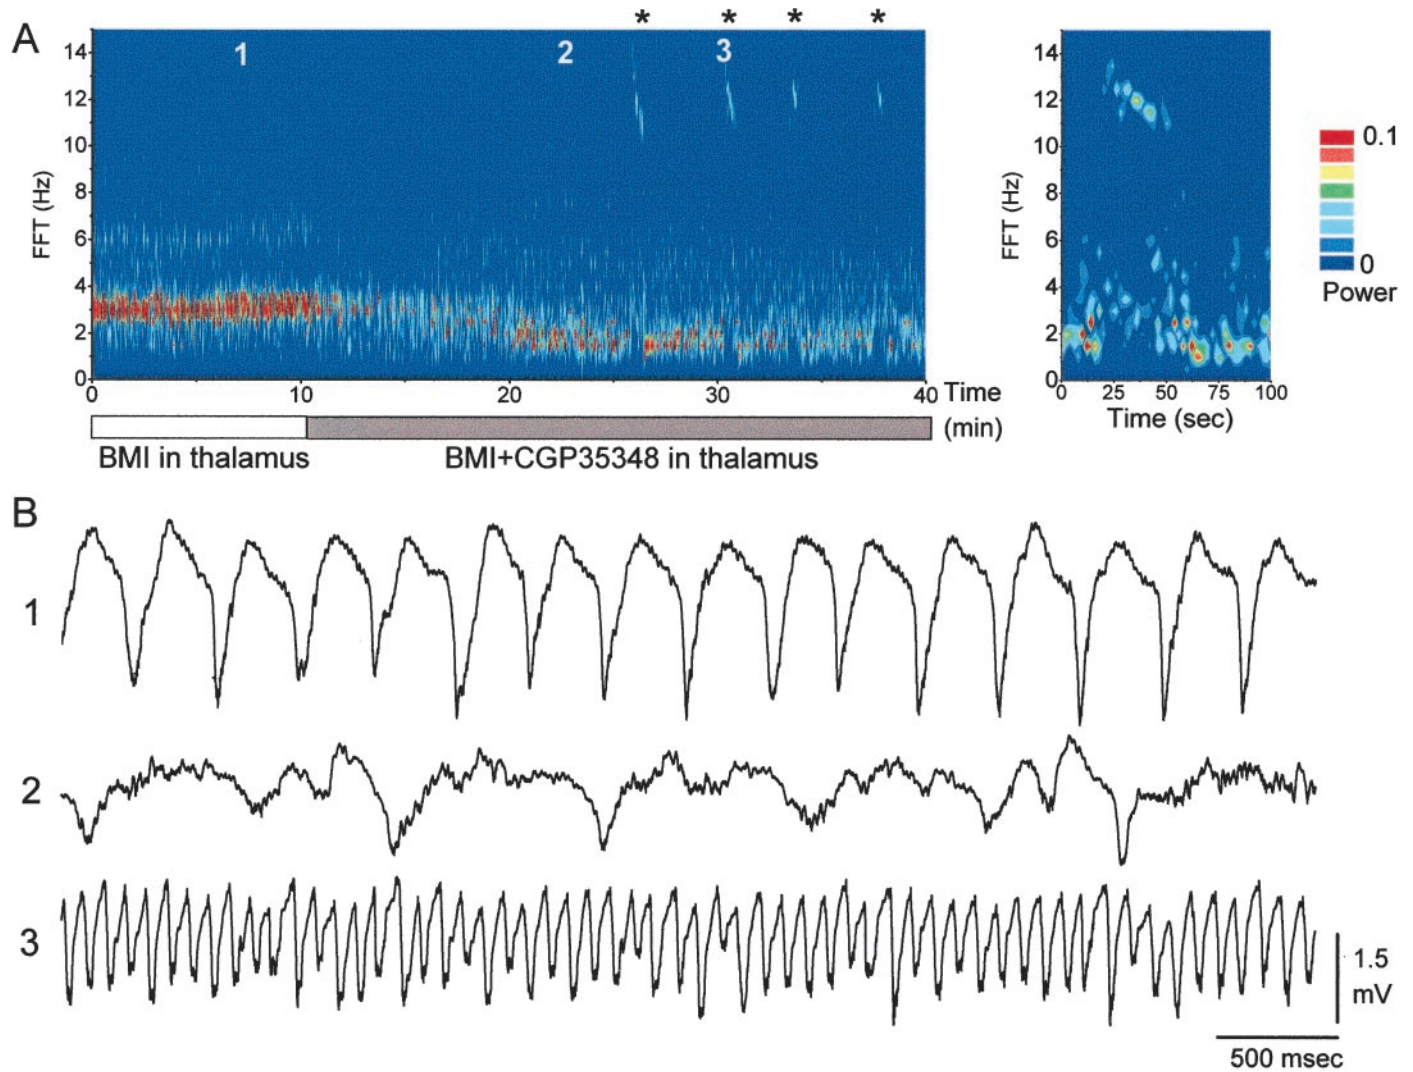 * * * *
A
1 2 3
14
12
10
8
6
4
2
0
FFT (Hz)
0 10 20 30 40 Time
(min)
BMI in thalamus BMI+CGP35348 in thalamus
14
12
10
8
6
4
2
0
FFT (Hz)
0 25 50 75 100
Time (sec)
0.1
0
Power
B
1
2
3
1.5
mV
500 msec